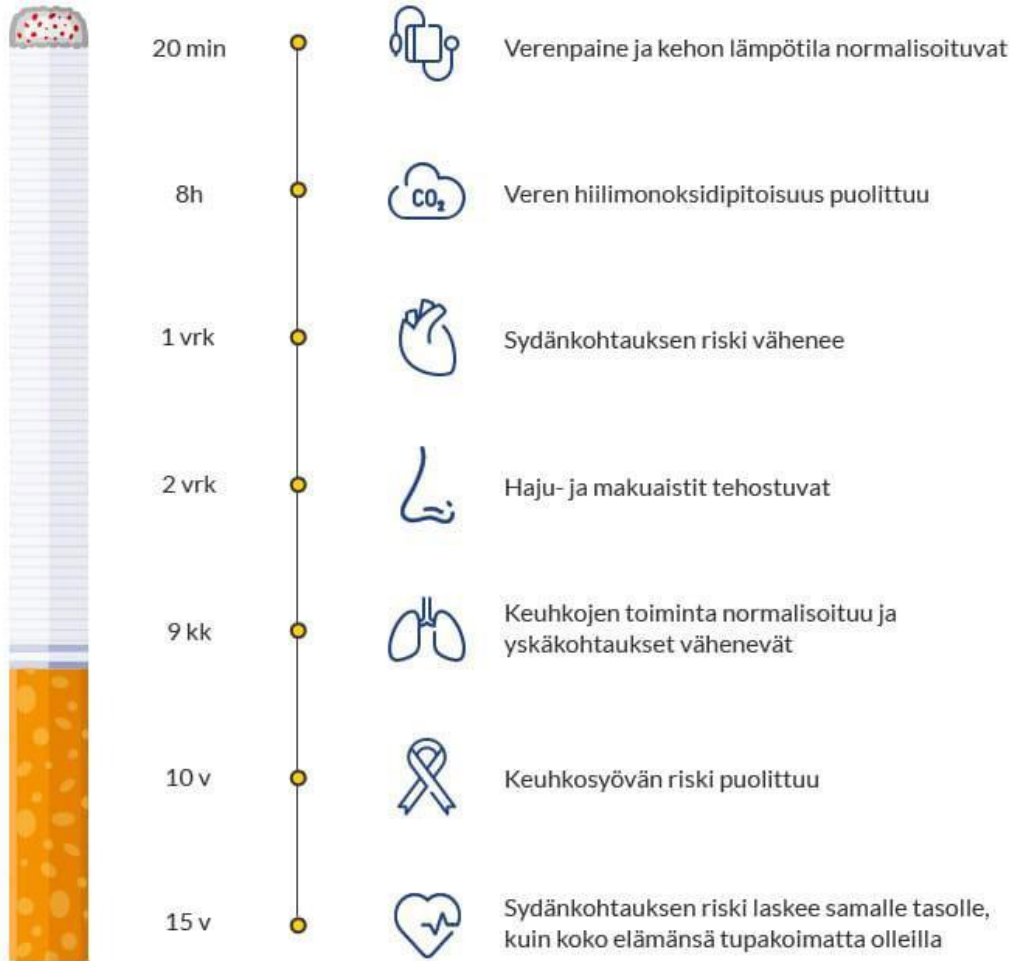 20 min
Verenpaine ja kehon lämpötila normalisoituvat
8h
CO₂
Veren hiilimonoksidipitoisuus puolittuu
1 vrk
Sydänkohtauksen riski vähenee
2 vrk
Haju- ja makuaistit tehostuvat
9 kk
Keuhkojen toiminta normalisoituu ja
yskäkohtaukset vähenevät
10 v
Keuhkosyövän riski puolittuu
15 v
Sydänkohtauksen riski laskee samalle tasolle,
kuin koko elämänsä tupakoimatta olleilla